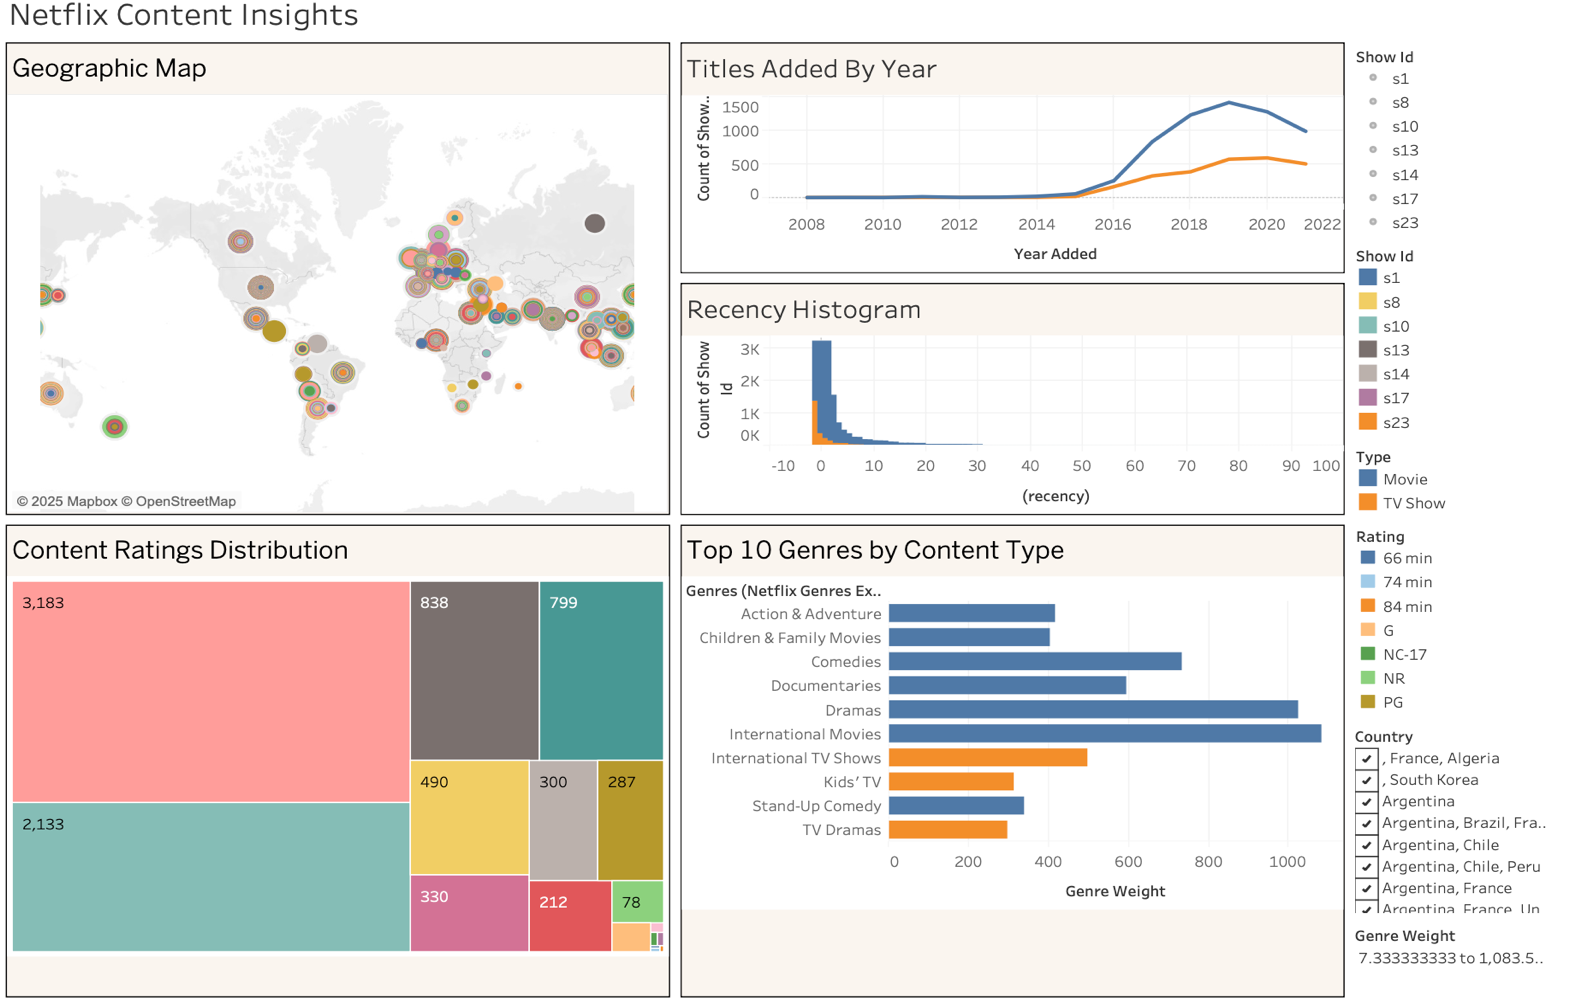 Netflix Content Insights
Geographic Map
© 2025 Mapbox © OpenStreetMap
Titles Added By Year
Count of Show..
1500
1000
500
0
2008 2010 2012 2014 2016 2018 2020 2022
Year Added
Recency Histogram
Count of Show
Id
3K
2K
1K
0K
-10 0 10 20 30 40 50 60 70 80 90 100
(recency)
Content Ratings Distribution
3,183
838
799
2,133
490
300
287
330
212
78
Top 10 Genres by Content Type
Genres (Netflix Genres Ex..
Action & Adventure
Children & Family Movies
Comedies
Documentaries
Dramas
International Movies
International TV Shows
Kids' TV
Stand-Up Comedy
TV Dramas
0 200 400 600 800 1000
Genre Weight
Show Id
s1
s8
s10
s13
s14
s17
s23
Show Id
s1
s8
s10
s13
s14
s17
s23
Type
Movie
TV Show
Rating
66 min
74 min
84 min
G
NC-17
NR
PG
Country
, France, Algeria
, South Korea
Argentina
Argentina, Brazil, Fra..
Argentina, Chile
Argentina, Chile, Peru
Argentina, France
Argentina, France, Un
Genre Weight
7.333333333 to 1,083.5..